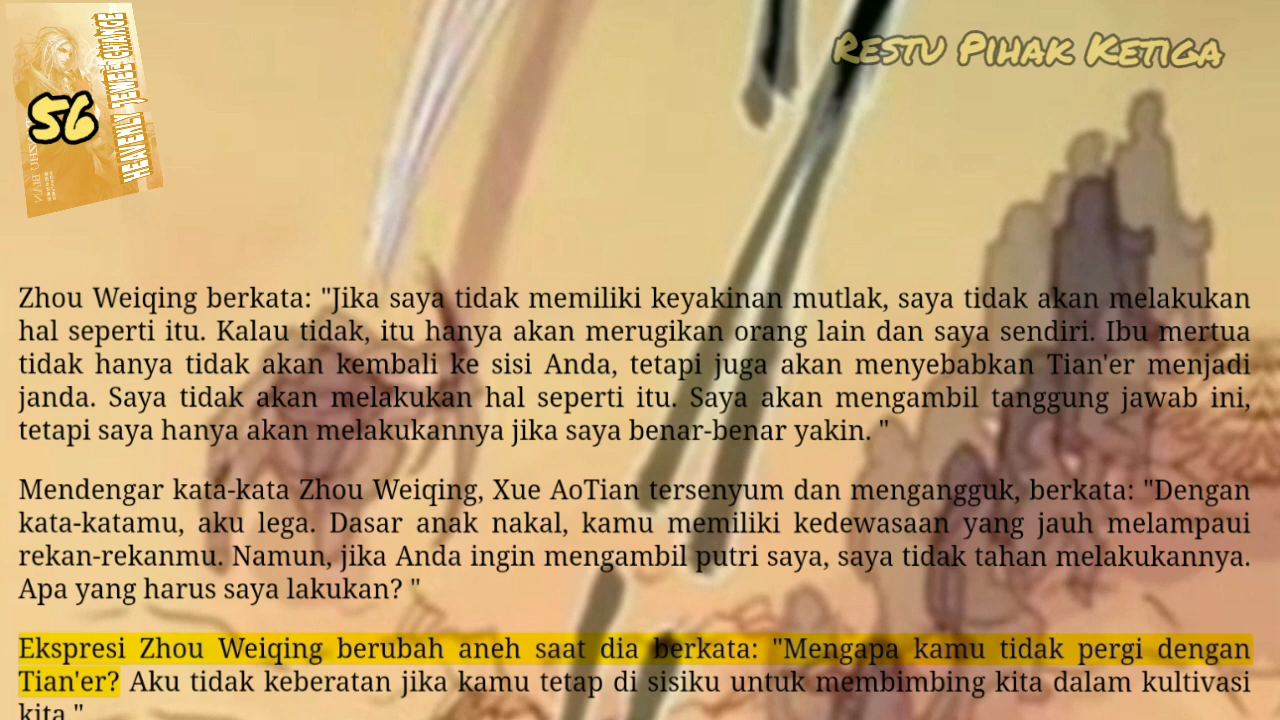 Restu Pihak Ketiga
56
HEAVENLY JEWEL CHANGE
Zhou Weiqing berkata: "Jika saya tidak memiliki keyakinan mutlak, saya tidak akan melakukan
hal seperti itu. Kalau tidak, itu hanya akan merugikan orang lain dan saya sendiri. Ibu mertua
tidak hanya tidak akan kembali ke sisi Anda, tetapi juga akan menyebabkan Tian'er menjadi
janda. Saya tidak akan melakukan hal seperti itu. Saya akan mengambil tanggung jawab ini,
tetapi saya hanya akan melakukannya jika saya benar-benar yakin. "
Mendengar kata-kata Zhou Weiqing, Xue AoTian tersenyum dan mengangguk, berkata: "Dengan
kata-katamu, aku lega. Dasar anak nakal, kamu memiliki kedewasaan yang jauh melampaui
rekan-rekanmu. Namun, jika Anda ingin mengambil putri saya, saya tidak tahan melakukannya.
Apa yang harus saya lakukan? "
Ekspresi Zhou Weiqing berubah aneh saat dia berkata: "Mengapa kamu tidak pergi dengan
Tian'er? Aku tidak keberatan jika kamu tetap di sisiku untuk membimbing kita dalam kultivasi
kita."